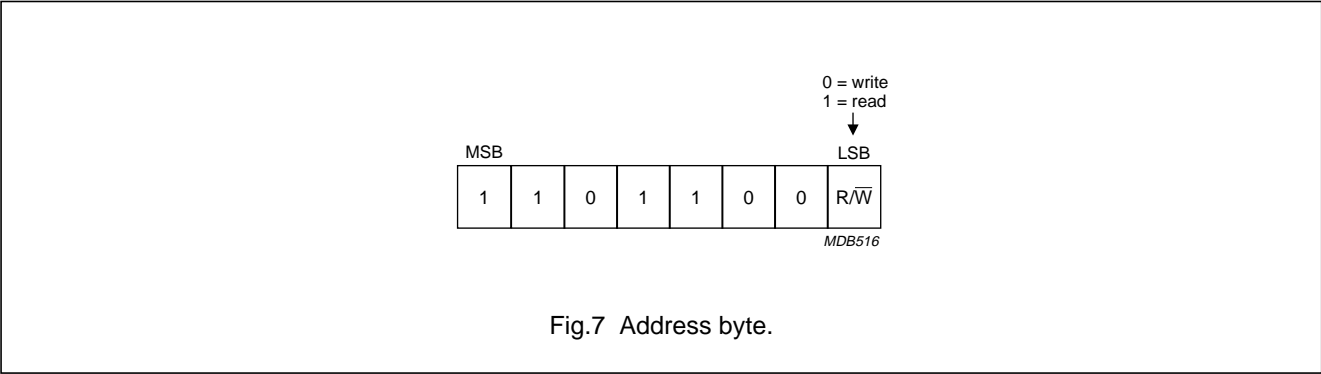 0 = write
1 = read
MSB LSB
1 1 0 1 1 0 0 R/W̅
MDB516
Fig.7 Address byte.